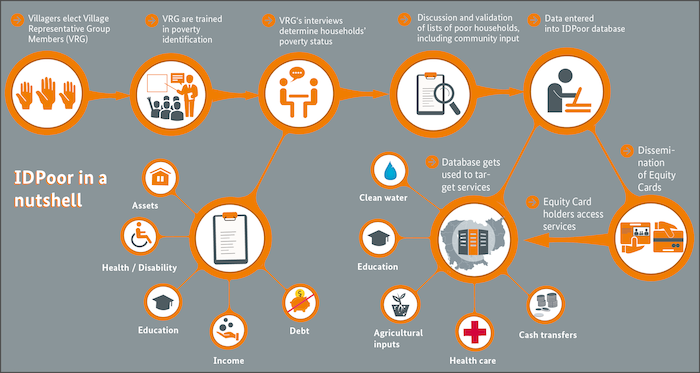 Villagers elect Village
Representative Group
Members (VRG)
VRG are trained
in poverty
identification
VRG's interviews
determine households'
poverty status
Discussion and validation
of lists of poor households,
including community input
Data entered
into IDPoor database
IDPoor in a
nutshell
Assets
Health / Disability
Education
Income
Debt
Database gets
used to tar-
get services
Clean water
Education
Agricultural
inputs
Health care
Cash transfers
Equity Card
holders access
services
Dissemi-
nation
of Equity
Cards